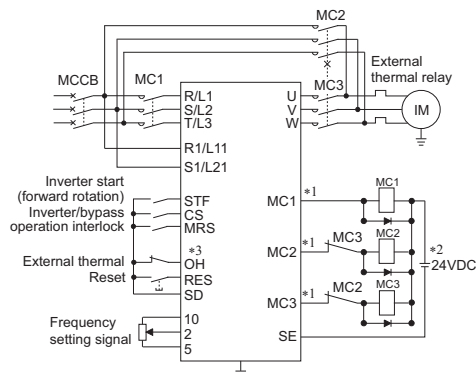 MC2
MCCB
MC1
MC3
External
thermal relay
R/L1
S/L2
T/L3
U
V
W
IM
R1/L11
S1/L21
Inverter start
(forward rotation)
Inverter/bypass
operation interlock
External thermal
Reset
STF
CS
MRS
*3
OH
RES
SD
MC1
*1
MC1
MC2
*1
MC3
MC2
*2
24VDC
MC3
*1
MC2
MC3
SE
Frequency
setting signal
10
2
5